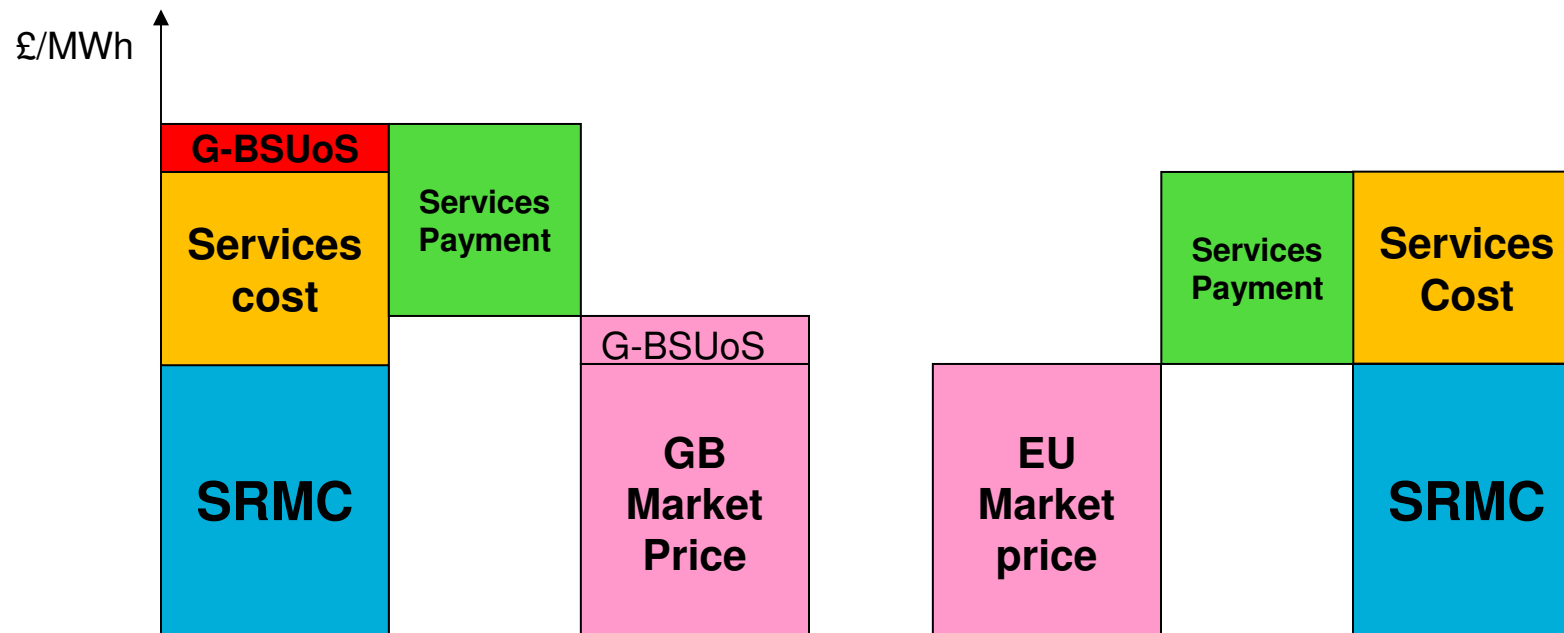 £/MWh
G-BSUoS
Services
cost
SRMC
Services
Payment
G-BSUoS
GB
Market
Price
EU
Market
price
Services
Payment
Services
Cost
SRMC